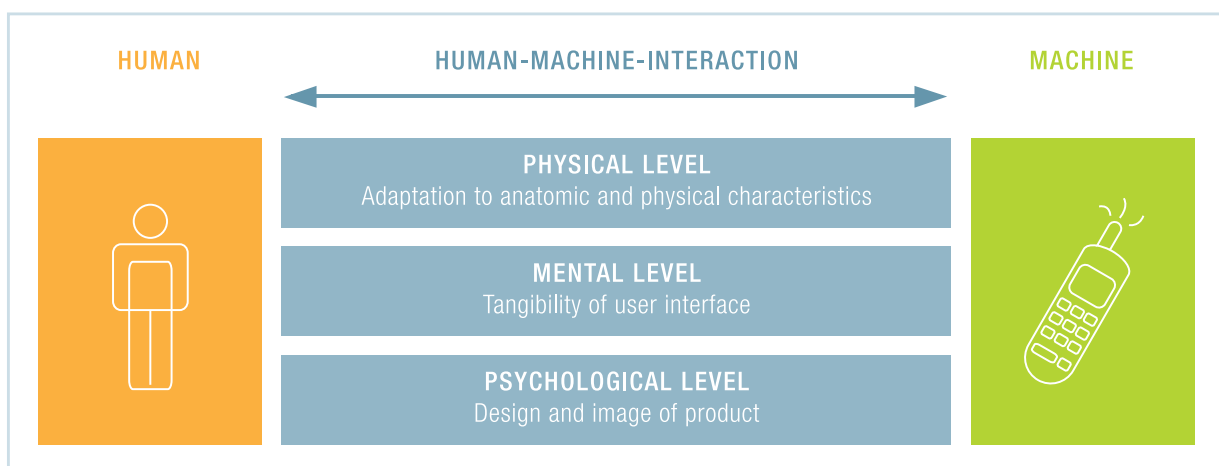 HUMAN
HUMAN-MACHINE-INTERACTION
MACHINE
PHYSICAL LEVEL
Adaptation to anatomic and physical characteristics
MENTAL LEVEL
Tangibility of user interface
PSYCHOLOGICAL LEVEL
Design and image of product